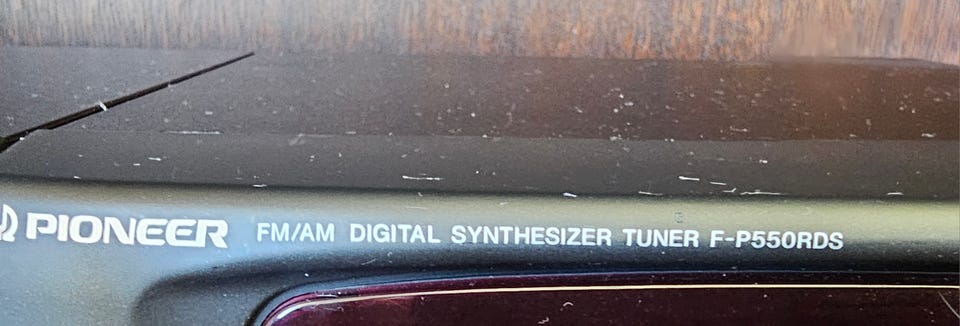 PIONEER FM/AM DIGITAL SYNTHESIZER TUNER F-P550RDS